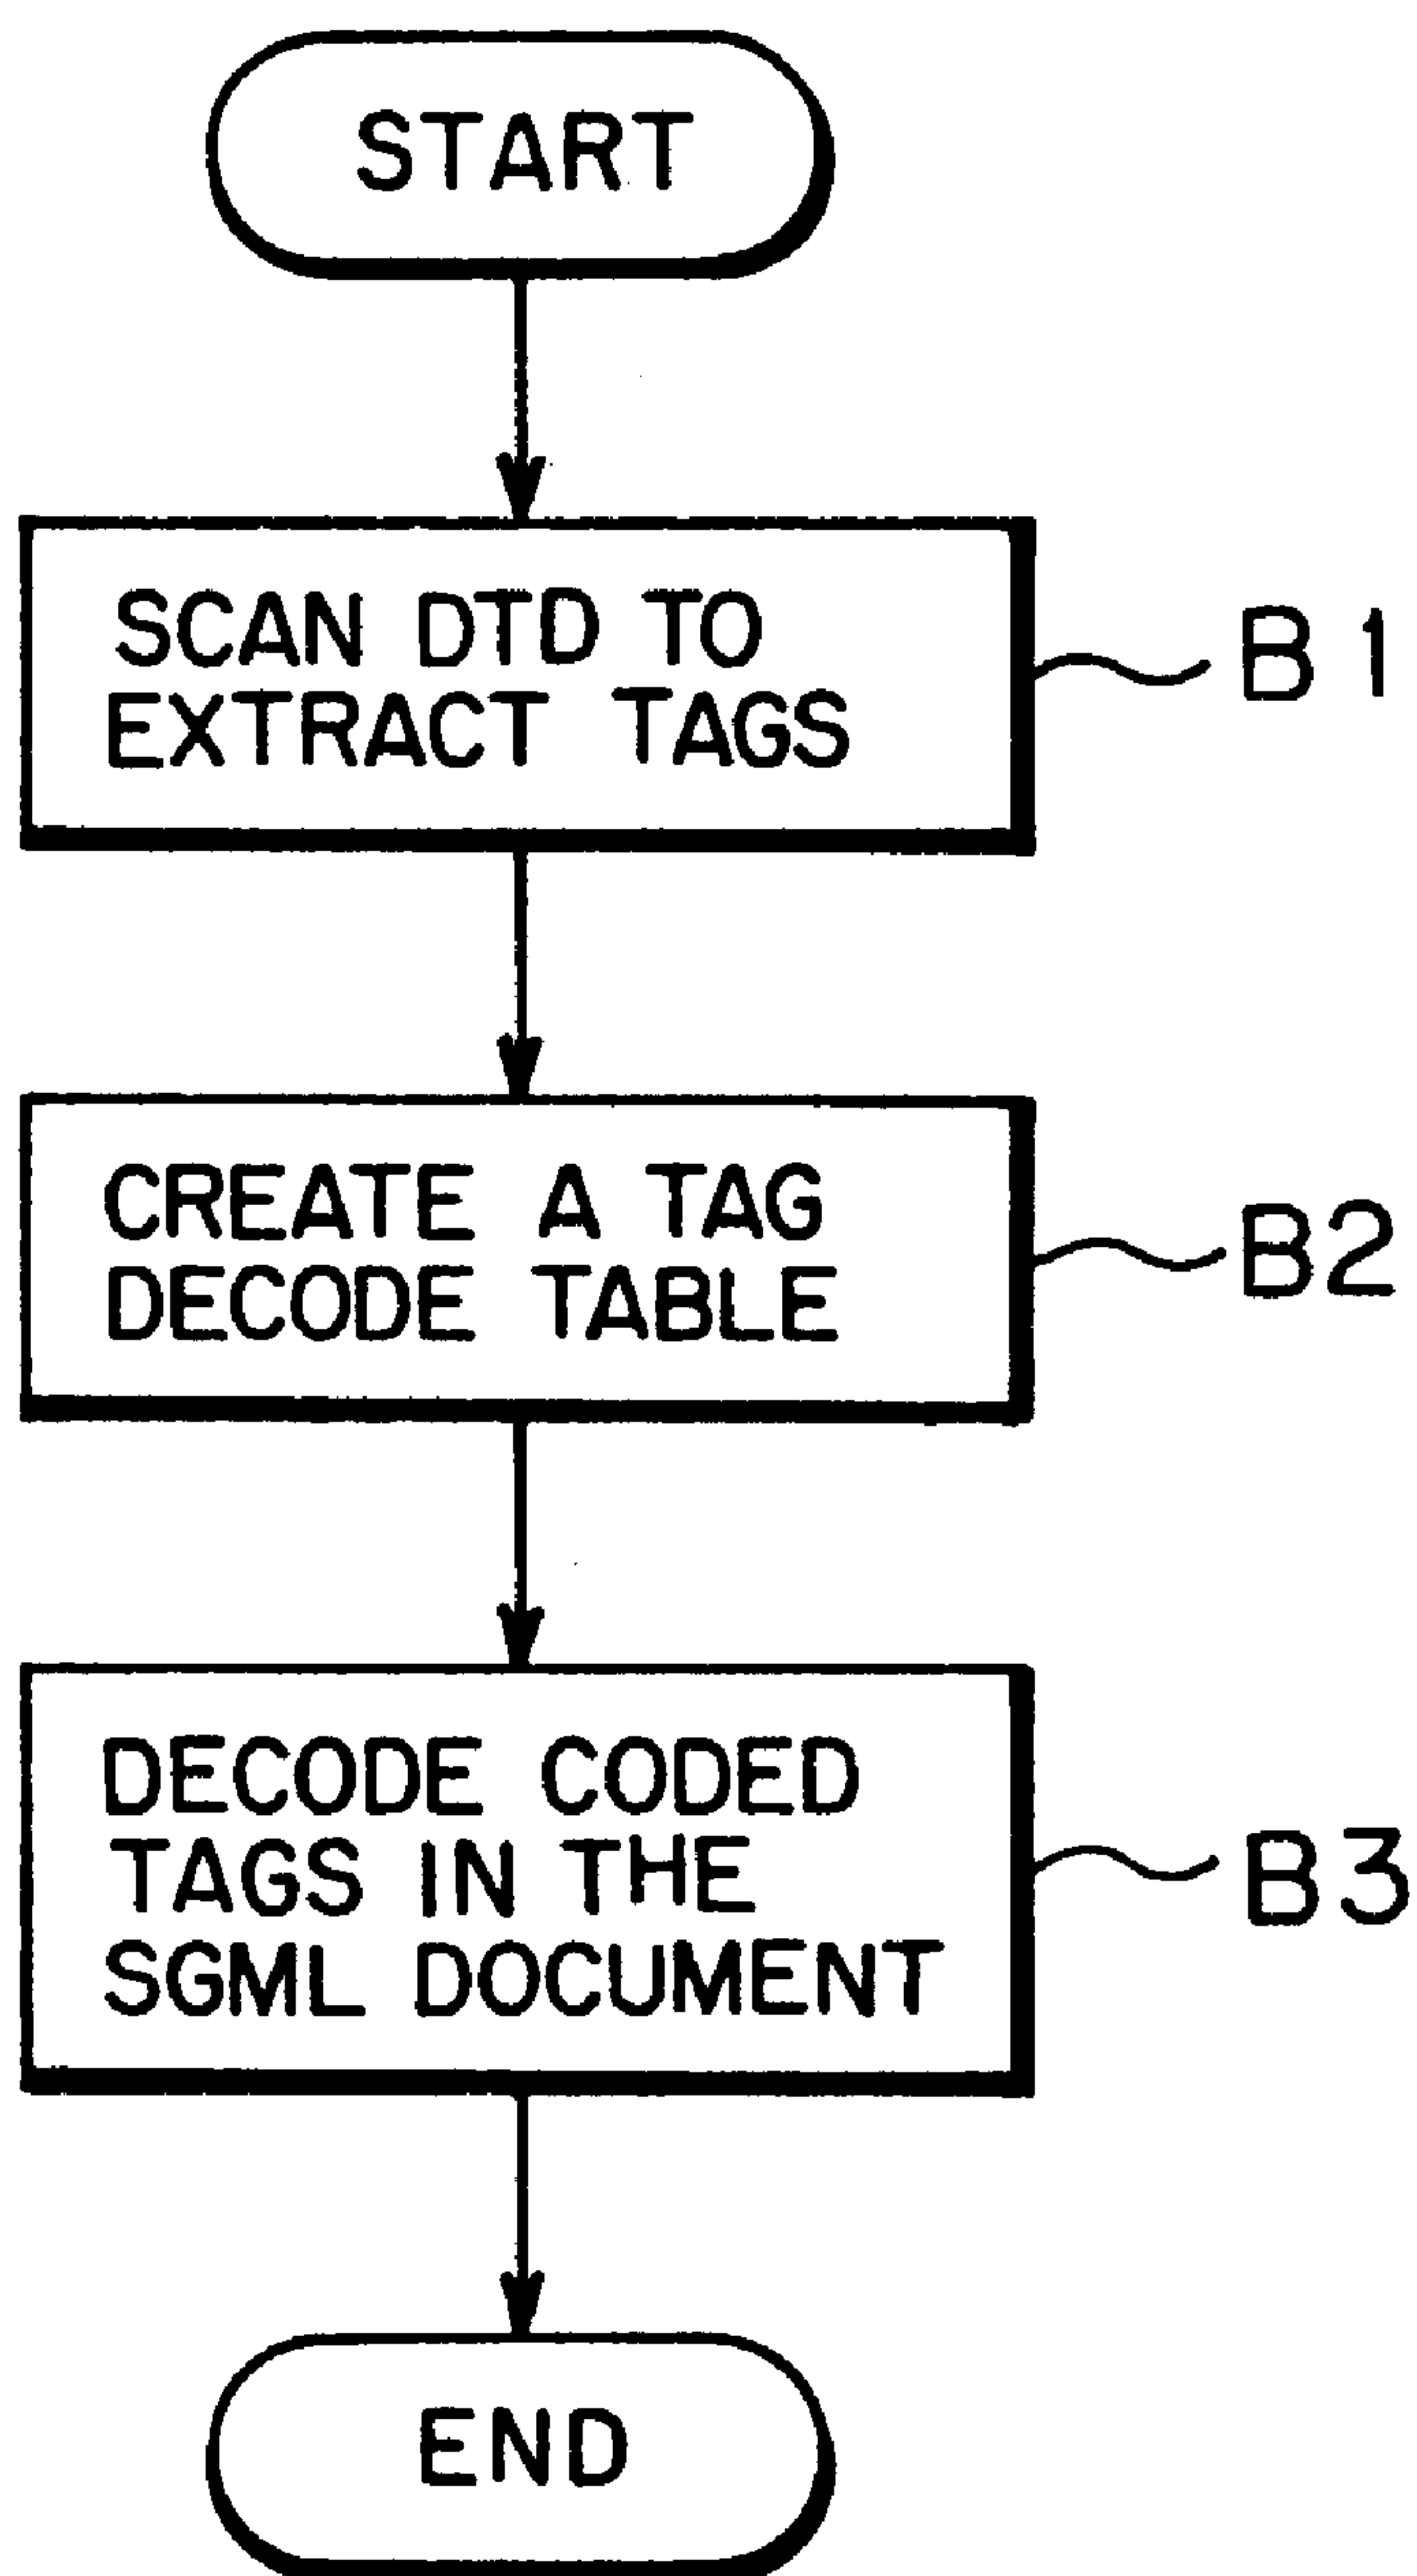 START
SCAN DTD TO
EXTRACT TAGS
B1
CREATE A TAG
DECODE TABLE
B2
DECODE CODED
TAGS IN THE
SGML DOCUMENT
B3
END